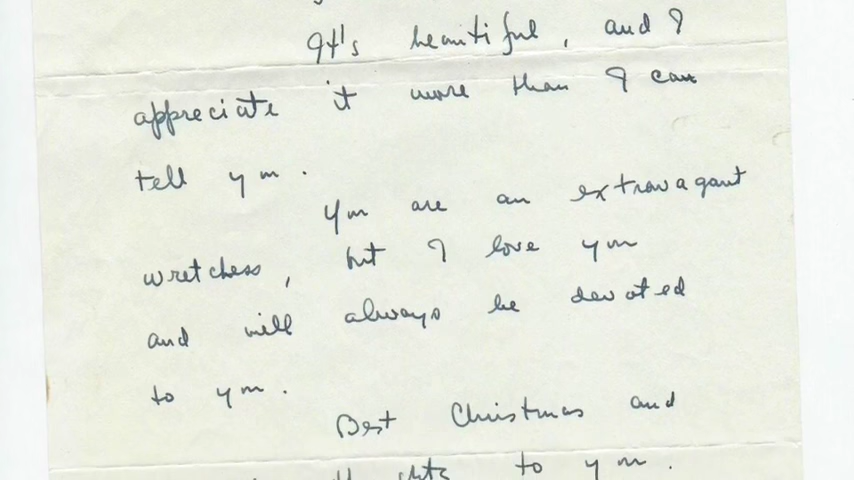 It's beautiful, and I
appreciate it more than I can
tell you.
You are an extravagant
wretchess, but I love you
and will always be devoted
to you.
Best Christmas and
to you.